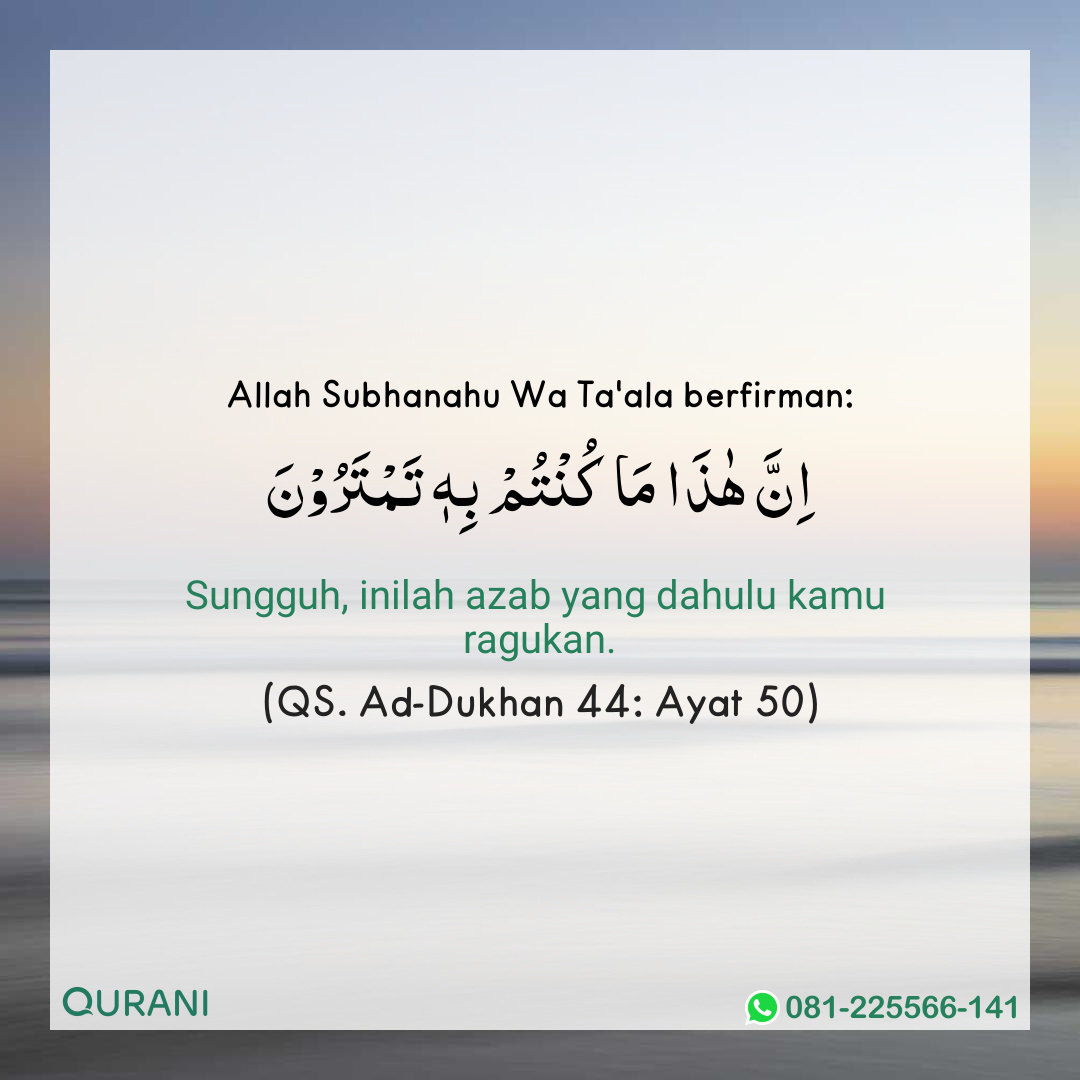 Allah Subhanahu Wa Ta'ala berfirman:
اِنَّ هٰذَا مَا كُنْتُمْ بِهٖ تَمْتَرُوْنَ
Sungguh, inilah azab yang dahulu kamu
ragukan.
(QS. Ad-Dukhan 44: Ayat 50)
QURANI
081-225566-141